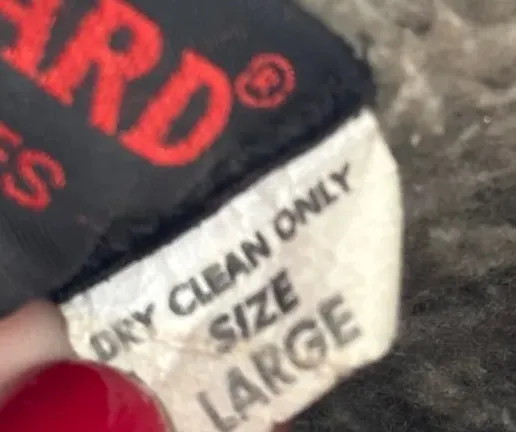 ARD®
ES
DRY CLEAN ONLY
SIZE
LARGE